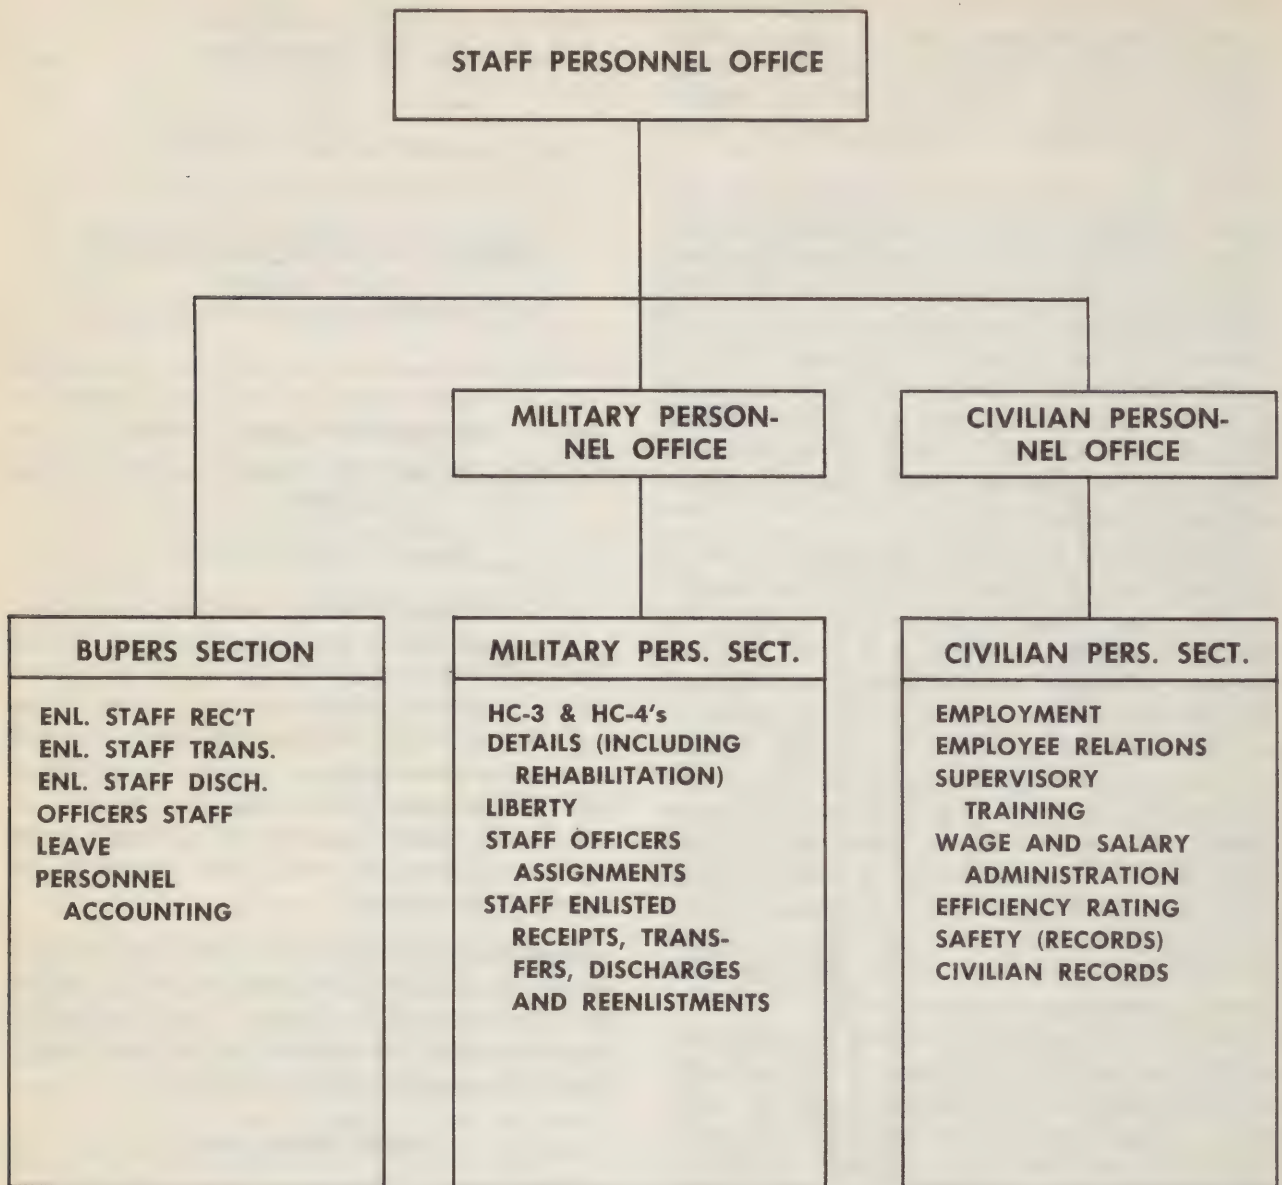 STAFF PERSONNEL OFFICE
MILITARY PERSON-
NEL OFFICE
CIVILIAN PERSON-
NEL OFFICE
BUPERS SECTION
ENL. STAFF REC'T
ENL. STAFF TRANS.
ENL. STAFF DISCH.
OFFICERS STAFF
LEAVE
PERSONNEL
ACCOUNTING
MILITARY PERS. SECT.
HC-3 & HC-4's
DETAILS (INCLUDING
REHABILITATION)
LIBERTY
STAFF OFFICERS
ASSIGNMENTS
STAFF ENLISTED
RECEIPTS, TRANS-
FERS, DISCHARGES
AND REENLISTMENTS
CIVILIAN PERS. SECT.
EMPLOYMENT
EMPLOYEE RELATIONS
SUPERVISORY
TRAINING
WAGE AND SALARY
ADMINISTRATION
EFFICIENCY RATING
SAFETY (RECORDS)
CIVILIAN RECORDS